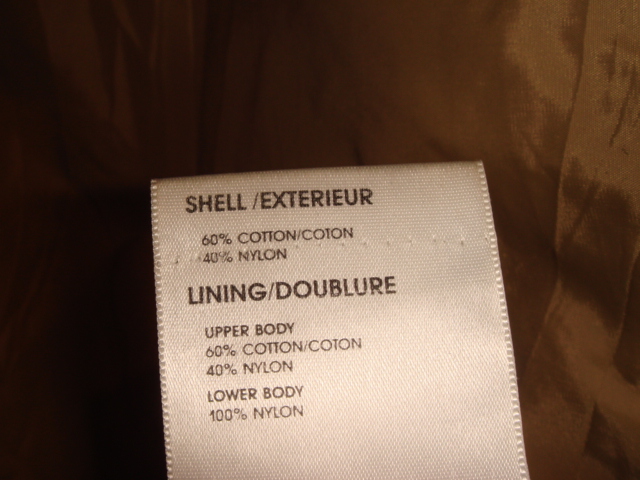 SHELL /EXTERIEUR
60% COTTON/COTON
40% NYLON
LINING/DOUBLURE
UPPER BODY
60% COTTON/COTON
40% NYLON
LOWER BODY
100% NYLON